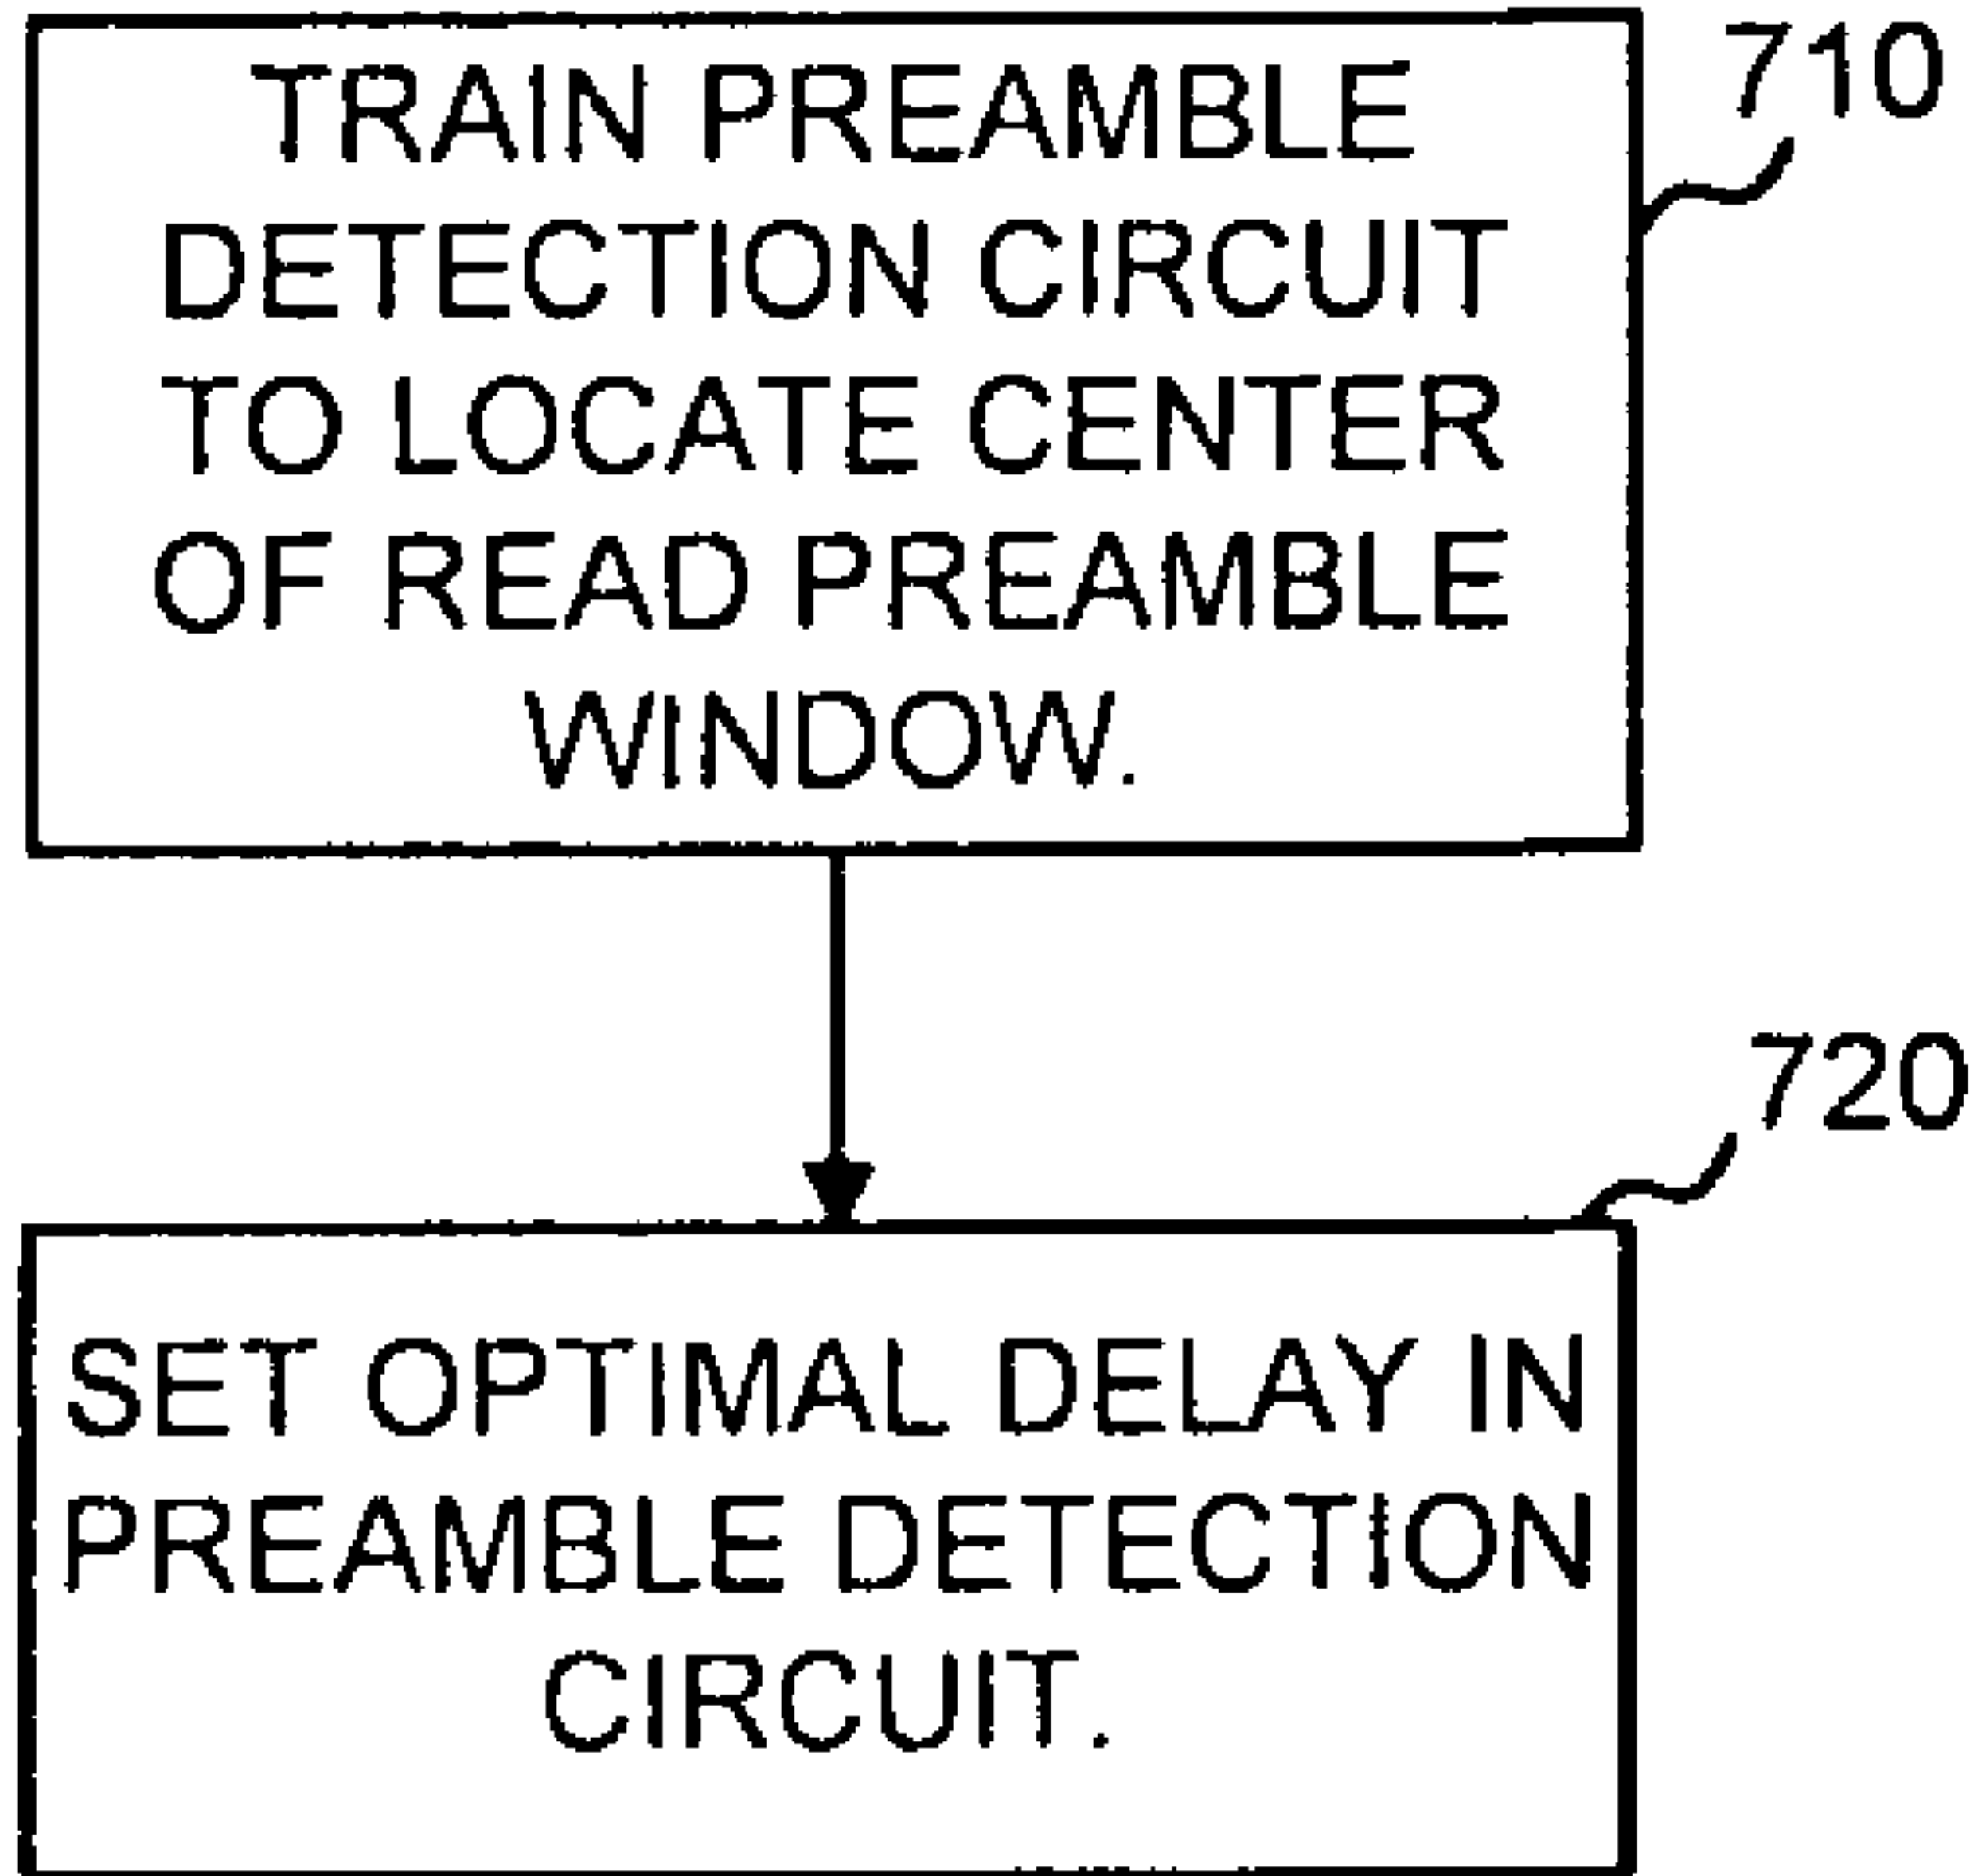 710
TRAIN PREAMBLE
DETECTION CIRCUIT
TO LOCATE CENTER
OF READ PREAMBLE
WINDOW.
720
SET OPTIMAL DELAY IN
PREAMBLE DETECTION
CIRCUIT.